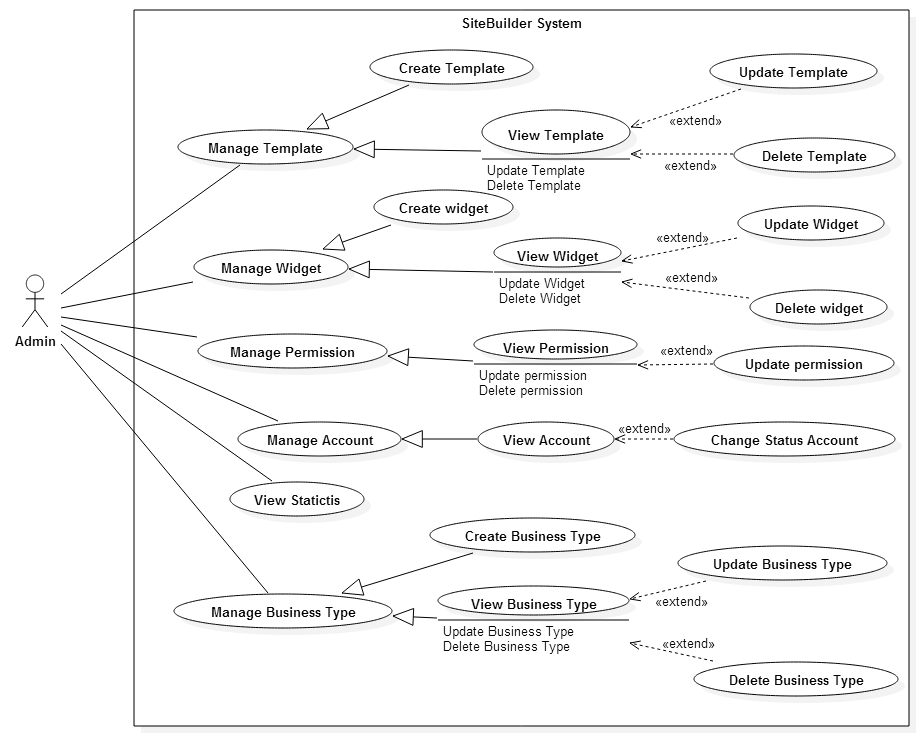 SiteBuilder System
Create Template
Update Template
«extend»
View Template
Manage Template
Delete Template
«extend»
Update Template
Delete Template
Create widget
Update Widget
«extend»
View Widget
Manage Widget
«extend»
Update Widget
Delete Widget
Delete widget
Admin
View Permission
Manage Permission
«extend»
Update permission
Update permission
Delete permission
«extend»
Manage Account
View Account
Change Status Account
View Statictis
Create Business Type
Update Business Type
View Business Type
«extend»
Manage Business Type
Update Business Type
Delete Business Type
«extend»
Delete Business Type